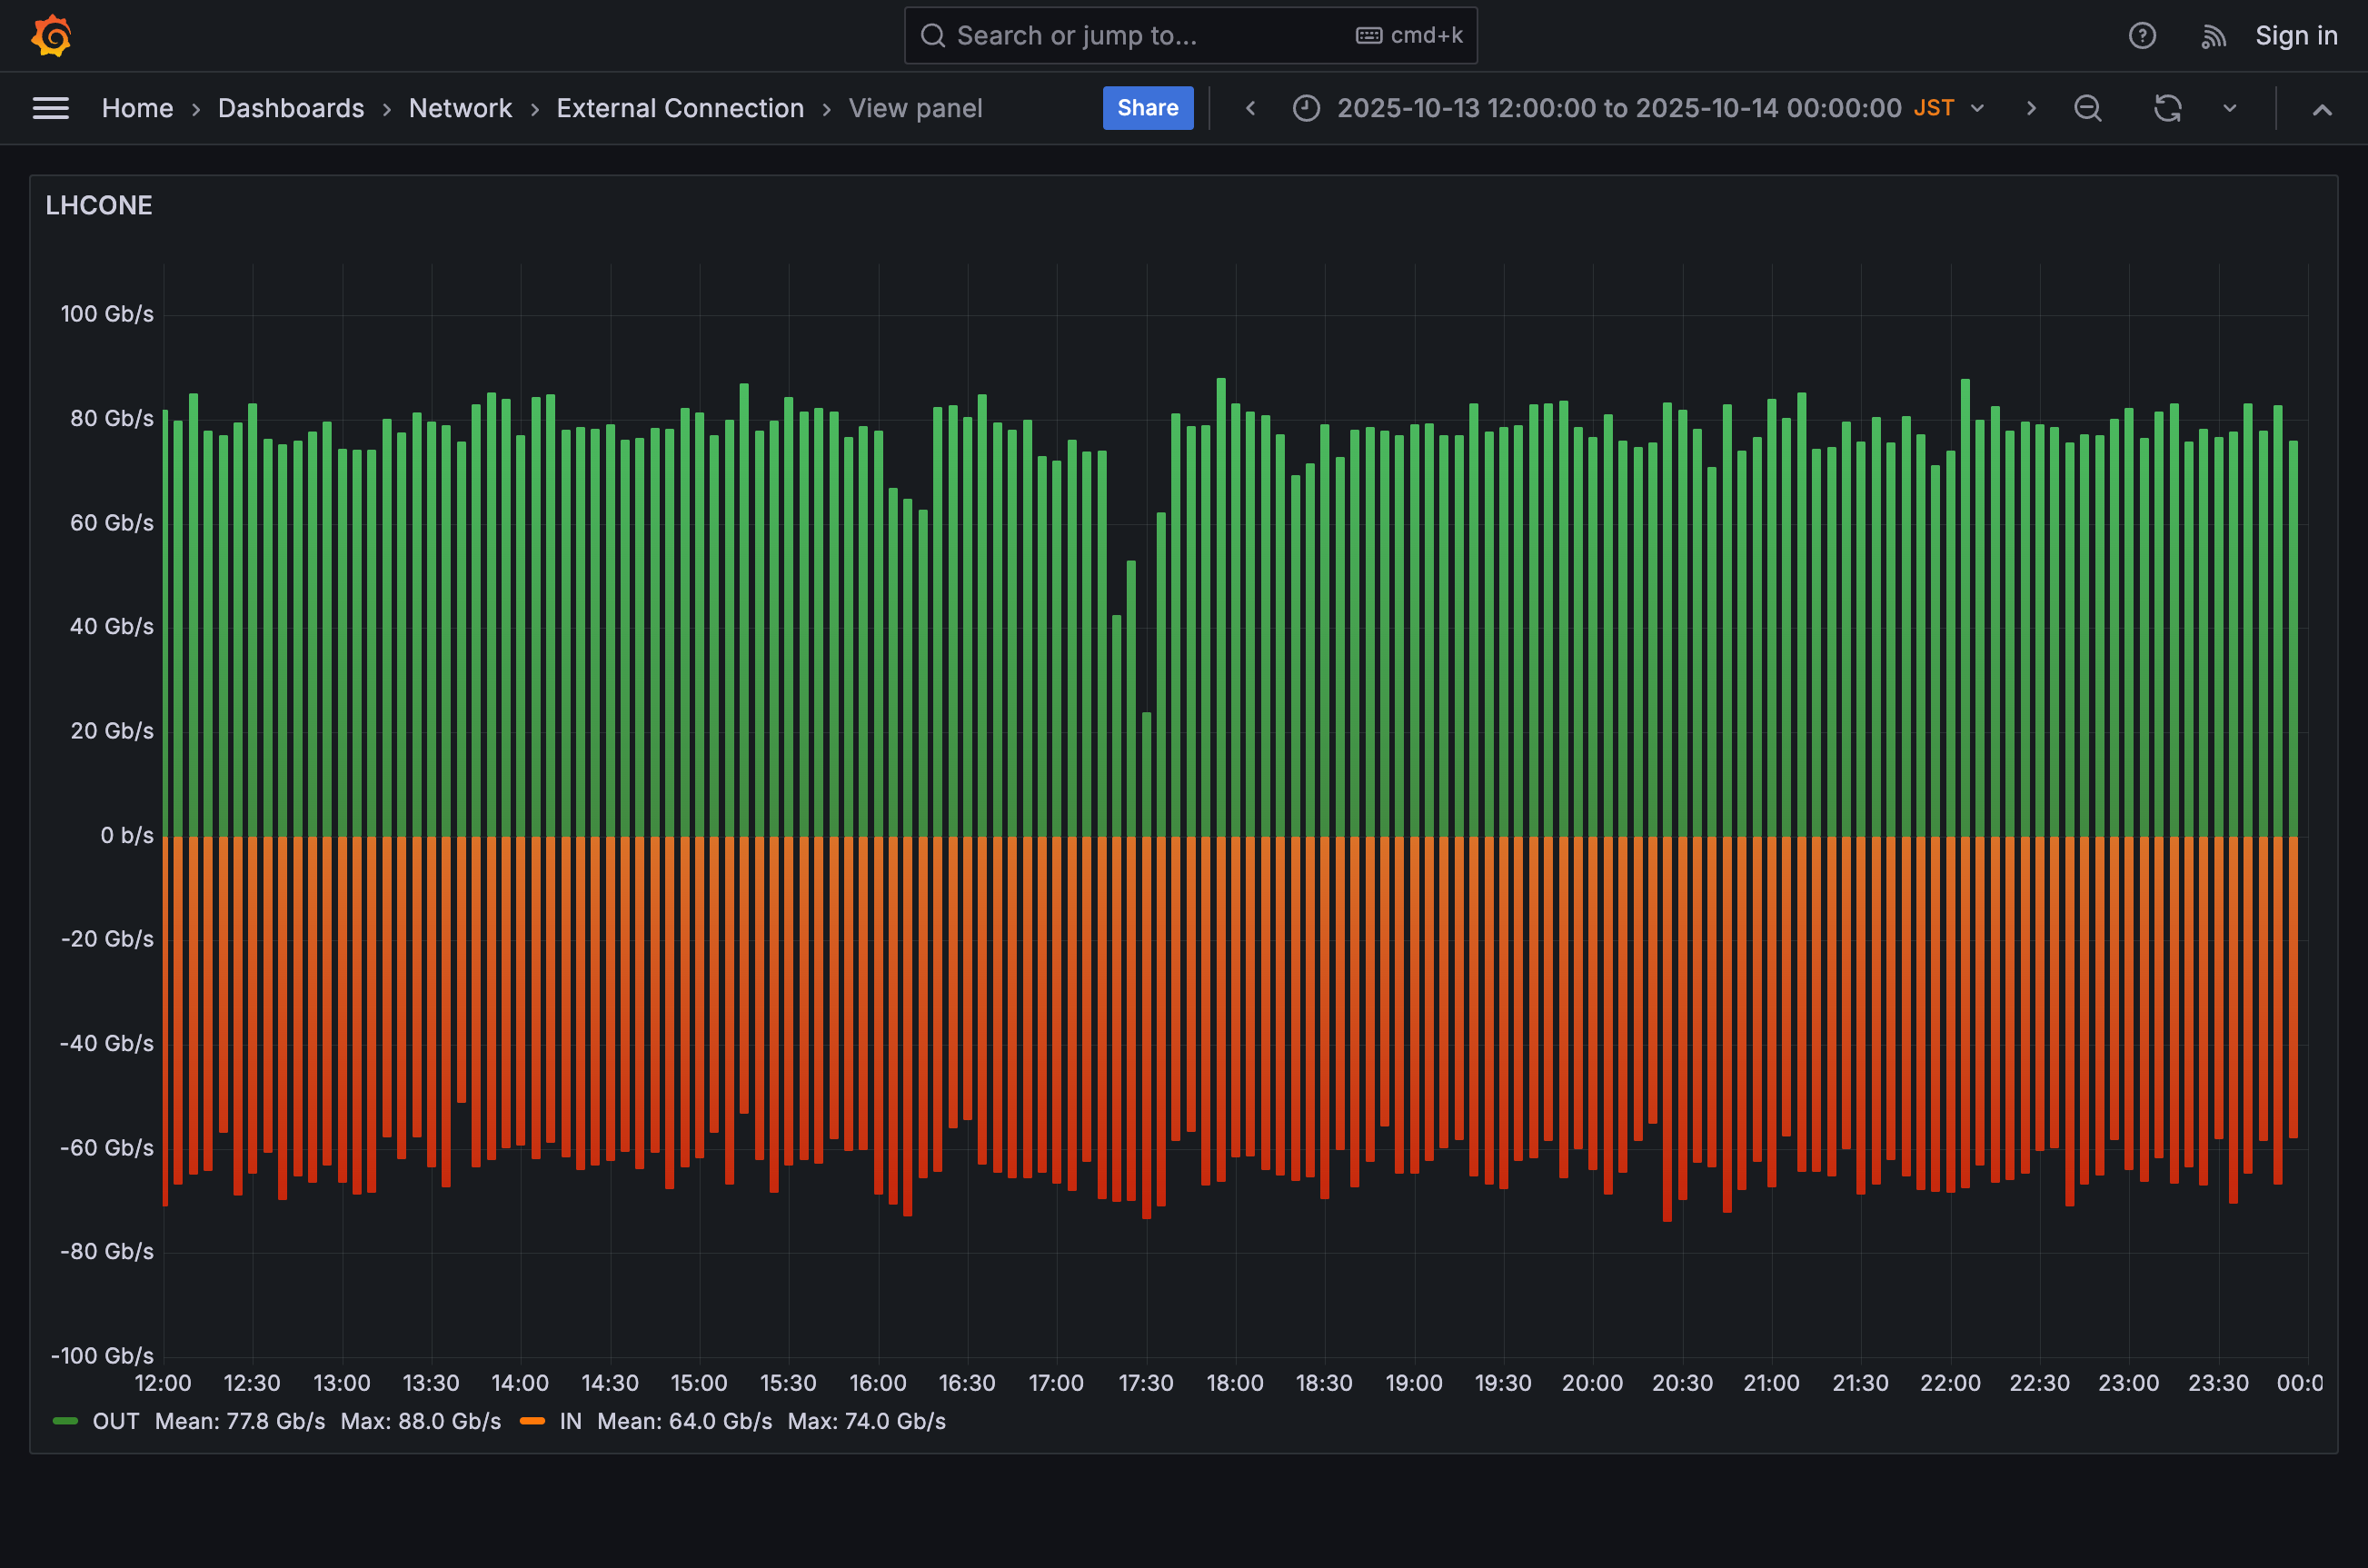 Search or jump to... cmd+k Sign in
Home › Dashboards › Network › External Connection › View panel Share 2025-10-13 12:00:00 to 2025-10-14 00:00:00 JST
LHCONE
100 Gb/s
80 Gb/s
60 Gb/s
40 Gb/s
20 Gb/s
0 b/s
-20 Gb/s
-40 Gb/s
-60 Gb/s
-80 Gb/s
-100 Gb/s
12:00 12:30 13:00 13:30 14:00 14:30 15:00 15:30 16:00 16:30 17:00 17:30 18:00 18:30 19:00 19:30 20:00 20:30 21:00 21:30 22:00 22:30 23:00 23:30 00:0
OUT Mean: 77.8 Gb/s Max: 88.0 Gb/s IN Mean: 64.0 Gb/s Max: 74.0 Gb/s